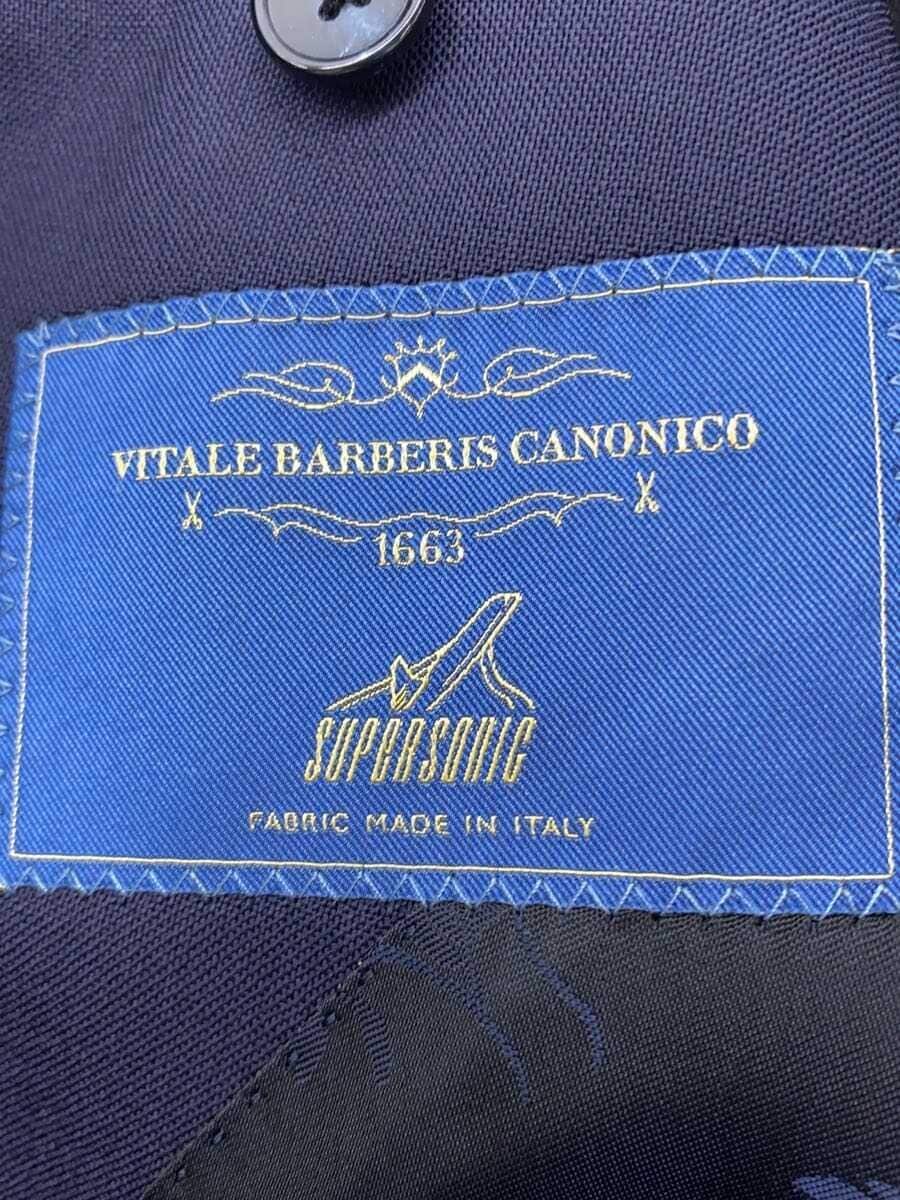 VITALE BARBERIS CANONICO
1663
SUPERSONIC
FABRIC MADE IN ITALY